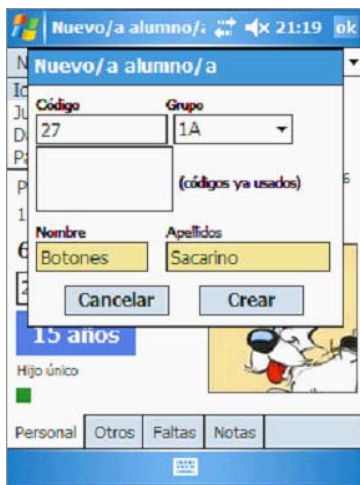 Nuevo/a alumno/a 21:19 ok
Nuevo/a alumno/a
Código Grupo
27 1A
(códigos ya usados)
Nombre Apellidos
Botones Sacarino
Cancelar Crear
15 años
Hijo único
Personal Otros Faltas Notas